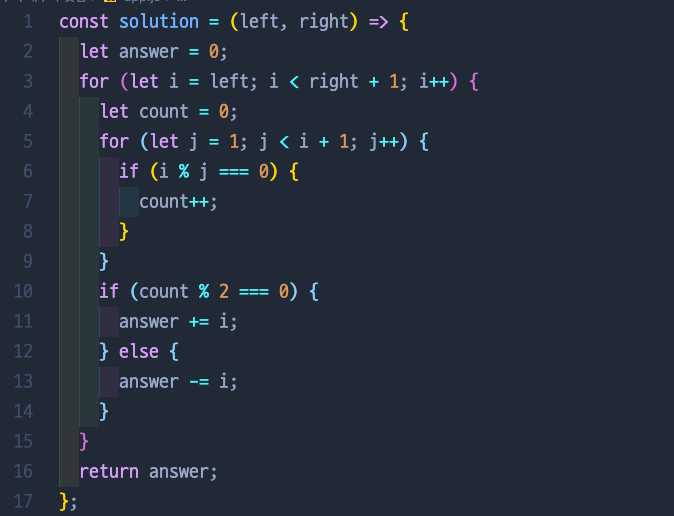 1 const solution = (left, right) => {
2 let answer = 0;
3 for (let i = left; i < right + 1; i++) {
4 let count = 0;
5 for (let j = 1; j < i + 1; j++) {
6 if (i % j === 0) {
7 count++;
8 }
9 }
10 if (count % 2 === 0) {
11 answer += i;
12 } else {
13 answer -= i;
14 }
15 }
16 return answer;
17 };